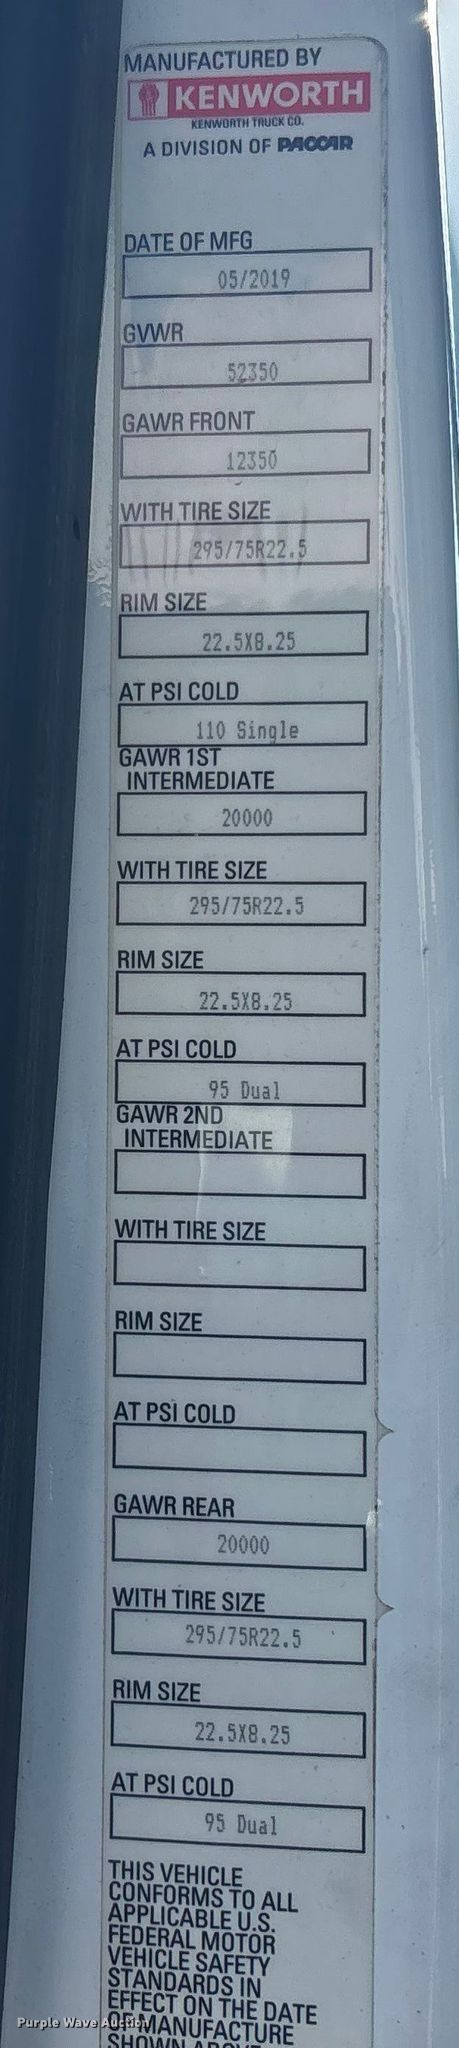 MANUFACTURED BY
KENWORTH
KENWORTH TRUCK CO.
A DIVISION OF PACCAR
DATE OF MFG
05/2019
GVWR
52350
GAWR FRONT
12350
WITH TIRE SIZE
295/75R22.5
RIM SIZE
22.5X8.25
AT PSI COLD
110 Single
GAWR 1ST
INTERMEDIATE
20000
WITH TIRE SIZE
295/75R22.5
RIM SIZE
22.5X8.25
AT PSI COLD
95 Dual
GAWR 2ND
INTERMEDIATE
WITH TIRE SIZE
RIM SIZE
AT PSI COLD
GAWR REAR
20000
WITH TIRE SIZE
295/75R22.5
RIM SIZE
22.5X8.25
AT PSI COLD
95 Dual
THIS VEHICLE
CONFORMS TO ALL
APPLICABLE U.S.
FEDERAL MOTOR
VEHICLE SAFETY
STANDARDS IN
EFFECT ON THE DATE
OF MANUFACTURE
SHOWN ABOVE
Purple Wave Auction